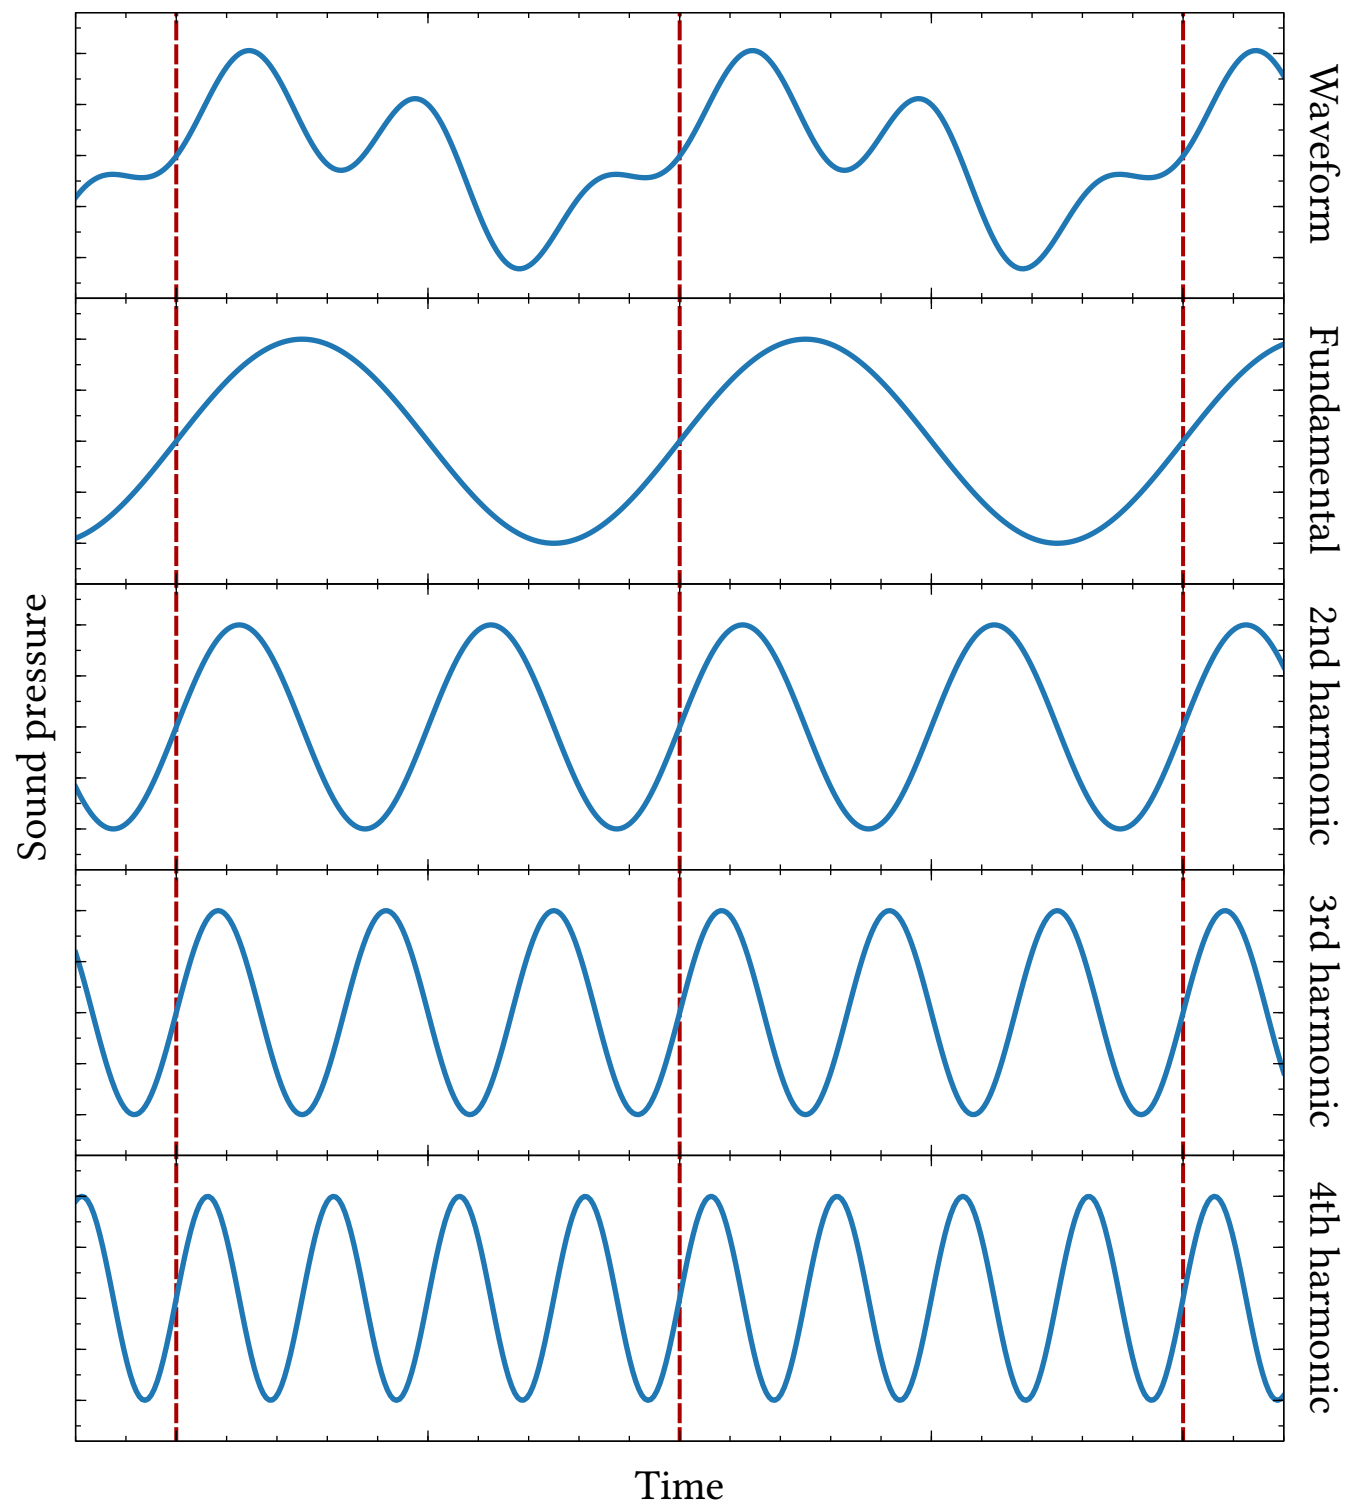 Waveform
Fundamental
2nd harmonic
3rd harmonic
4th harmonic
Sound pressure
Time